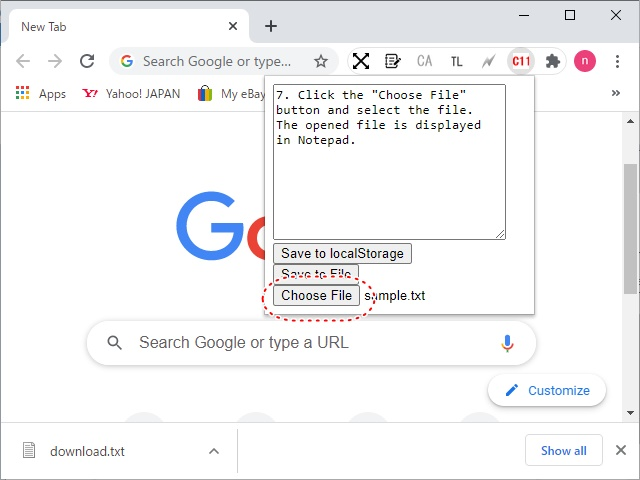 New Tab
Search Google or type...
CA
TL
C11
n
Apps
Yahoo! JAPAN
My eBay
»
7. Click the "Choose File"
button and select the file.
The opened file is displayed
in Notepad.
Save to localStorage
Save to File
Choose File
sample.txt
Go
Search Google or type a URL
Customize
download.txt
Show all